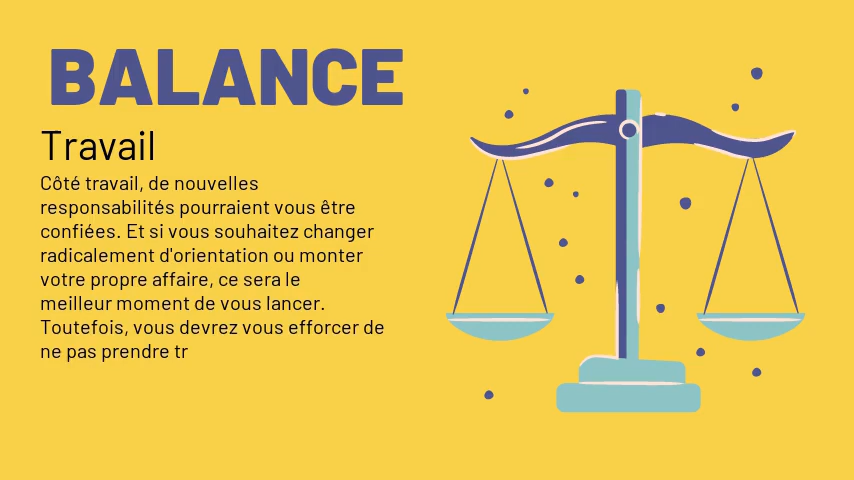 BALANCE
Travail
Côté travail, de nouvelles
responsabilités pourraient vous être
confiées. Et si vous souhaitez changer
radicalement d'orientation ou monter
votre propre affaire, ce sera le
meilleur moment de vous lancer.
Toutefois, vous devrez vous efforcer de
ne pas prendre tr